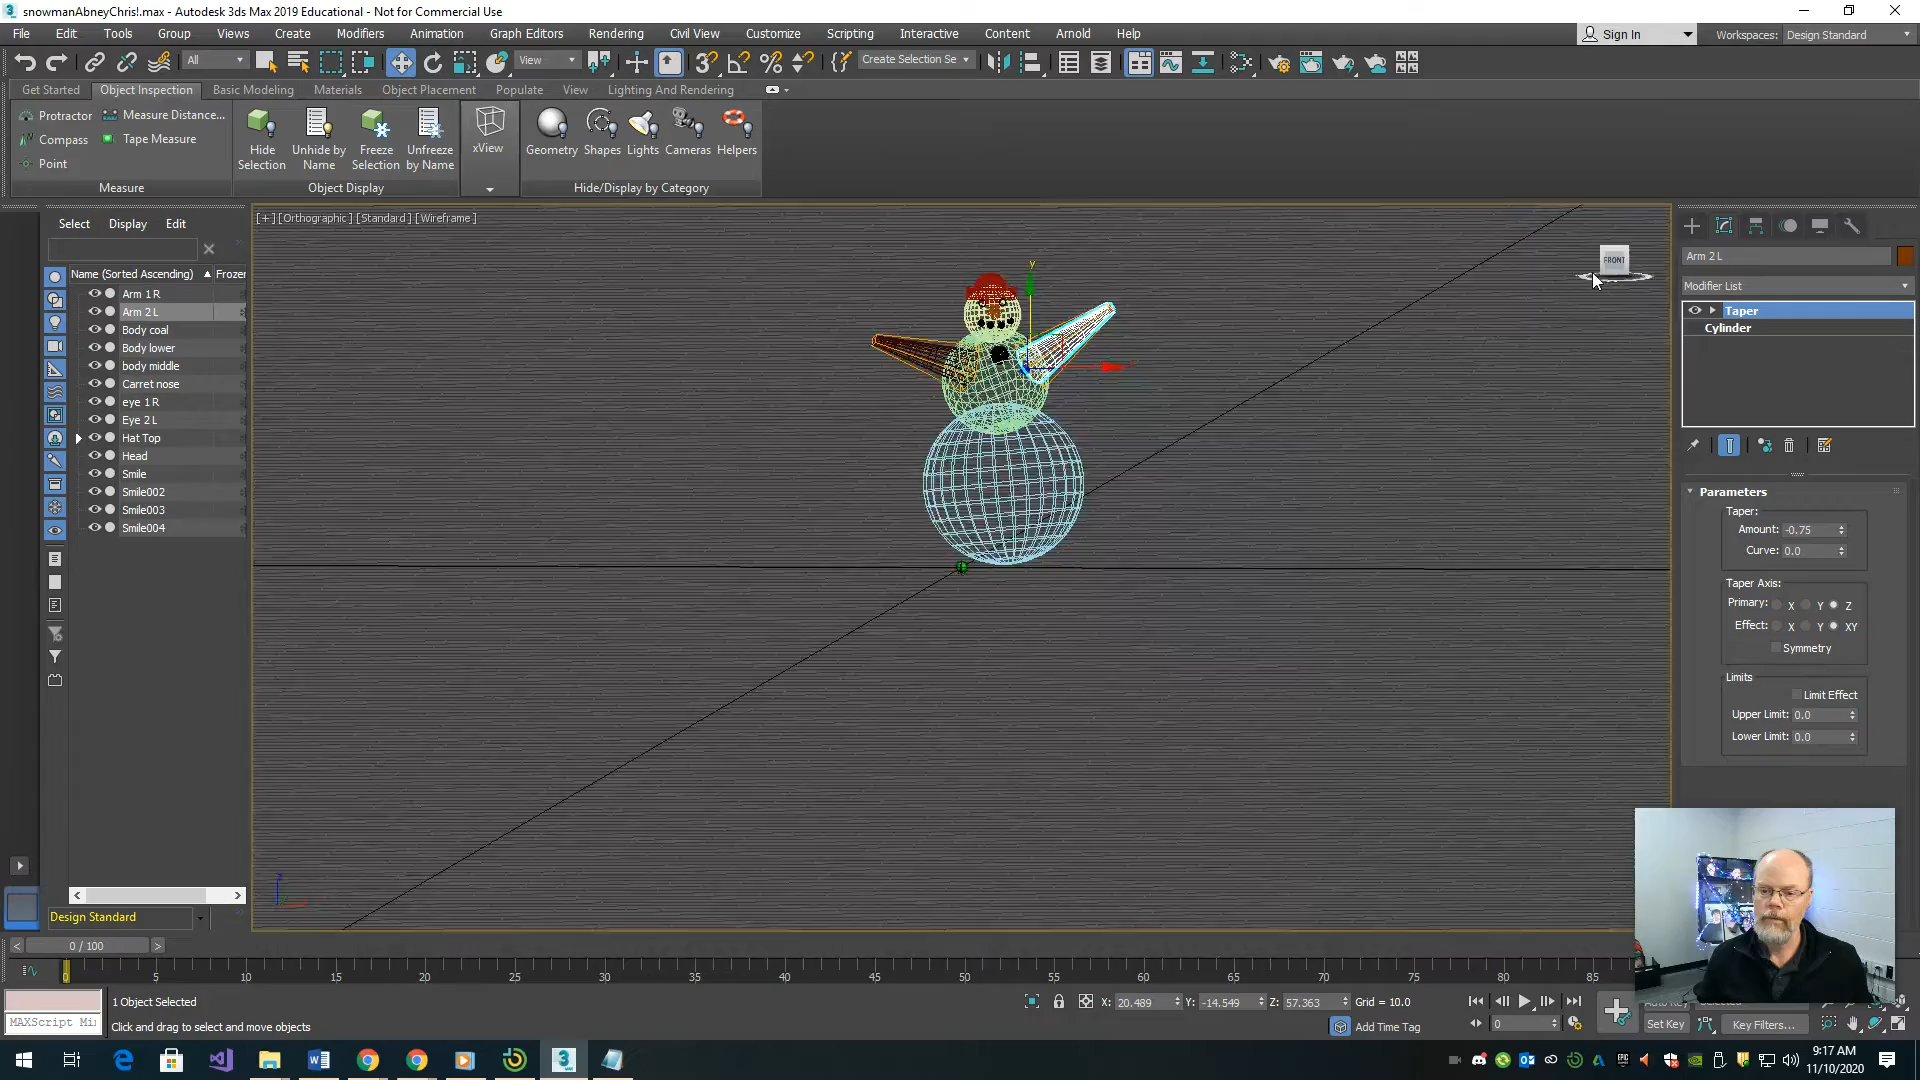 snowmanAbneyChris!.max - Autodesk 3ds Max 2019 Educational - Not for Commercial Use
File Edit Tools Group Views Create Modifiers Animation Graph Editors Rendering Civil View Customize Scripting Interactive Content Arnold Help
Sign In
Workspaces: Design Standard
All
View
Create Selection Se
Get Started Object Inspection Basic Modeling Materials Object Placement Populate View Lighting And Rendering
Protractor
Measure Distance...
Compass
Tape Measure
Point
Measure
Hide Selection
Unhide by Name
Freeze Selection
Unfreeze by Name
Object Display
xView
Geometry Shapes Lights Cameras Helpers
Hide/Display by Category
Select Display Edit
Name (Sorted Ascending)
Frozen
Arm 1 R
Arm 2 L
Body coal
Body lower
body middle
Carret nose
eye 1 R
Eye 2 L
Hat Top
Head
Smile
Smile002
Smile003
Smile004
Design Standard
[+] [Orthographic] [Standard] [Wireframe]
y
FRONT
Arm 2 L
Modifier List
Taper
Cylinder
Parameters
Taper:
Amount: -0.75
Curve: 0.0
Taper Axis:
Primary: X Y Z
Effect: X Y XY
Symmetry
Limits
Limit Effect
Upper Limit: 0.0
Lower Limit: 0.0
0 / 100
0 5 10 15 20 25 30 35 40 45 50 55 60 65 70 75 80 85
1 Object Selected
Click and drag to select and move objects
MAXScript Mi
X: 20.489 Y: -14.549 Z: 57.363 Grid = 10.0
Add Time Tag
0
Set Key
Key Filters...
9:17 AM
11/10/2020